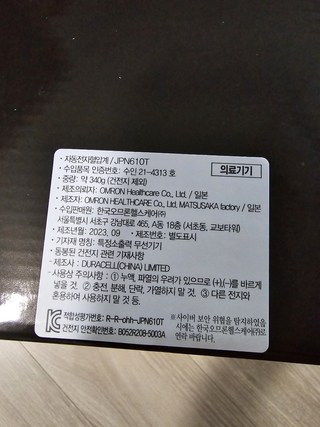 · 자동전자혈압계 / JPN610T
· 수입품목 인증번호: 수인 21-4313 호
의료기기
· 중량: 약 340g (건전지 제외)
· 제조의뢰자: OMRON Healthcare Co., Ltd. / 일본
· 제조자: OMRON HEALTHCARE Co., Ltd. MATSUSAKA factory / 일본
· 수입판매원: 한국오므론헬스케어㈜
서울특별시 서초구 강남대로 465, A동 18층 (서초동, 교보타워)
· 제조년월: 2023. 09 · 제조번호: 별도표시
· 기자재 명칭: 특정소출력 무선기기
· 동봉된 건전지 관련 기재사항
· 제조사 : DURACELL(CHINA) LIMITED
· 사용상 주의사항 : ① 누액, 파열의 우려가 있으므로 (+),(-)를 바르게
넣을 것. ② 충전, 분해, 단락, 가열하지 말 것. ③ 다른 전지와
혼용하여 사용하지 말 것 등.
적합성평가번호: R-R-ohh-JPN610T
건전지 안전확인번호: B052R208-5003A
※사이버 보안 위협을 탐지하였을
시에는 한국오므론헬스케어㈜로
연락 바랍니다.